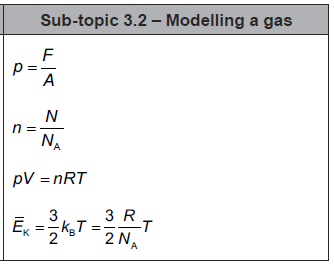 Sub-topic 3.2 – Modelling a gas
p = F/A
n = N/N_A
pV = nRT
Ē_K = 3/2 k_B T = 3/2 R/N_A T